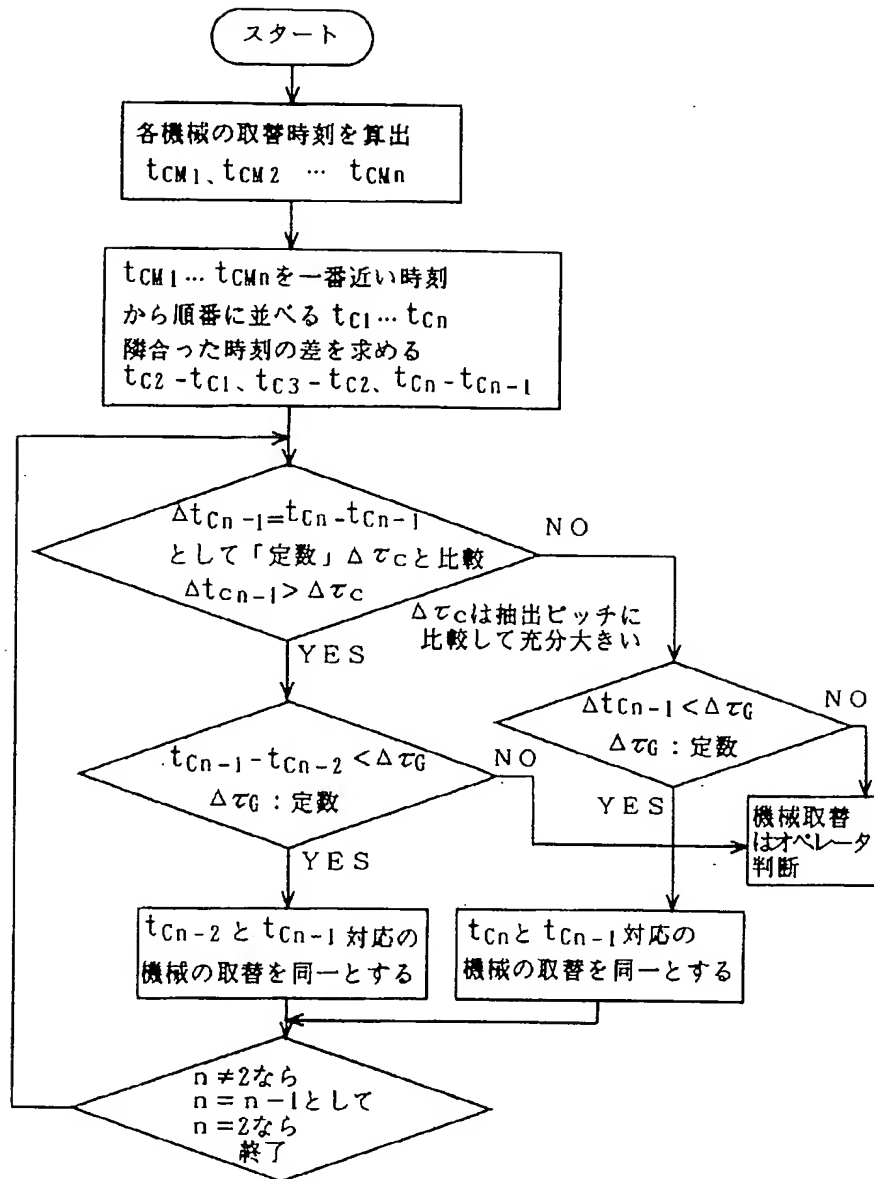 スタート
各機械の取替時刻を算出
tCM1、tCM2 … tCMn
tCM1…tCMnを一番近い時刻
から順番に並べる tC1…tCn
隣合った時刻の差を求める
tC2-tC1、tC3-tC2、tCn-tCn-1
ΔtCn-1=tCn-tCn-1
として「定数」Δτcと比較
Δtcn-1>Δτc
NO
Δτcは抽出ピッチに
比較して充分大きい
YES
ΔtCn-1<ΔτG
ΔτG:定数
NO
YES
tCn-1-tCn-2<ΔτG
ΔτG:定数
NO
YES
機械取替
はオペレータ
判断
tCn-2とtCn-1対応の
機械の取替を同一とする
tCnとtCn-1対応の
機械の取替を同一とする
n≠2なら
n=n-1として
n=2なら
終了